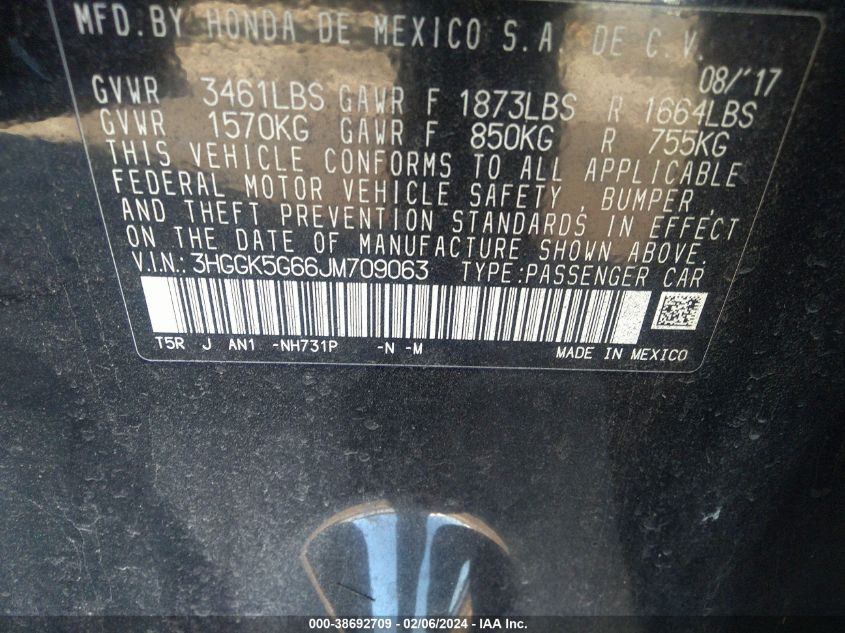 MFD.BY HONDA DE MEXICO S.A. DE C.V.
08/'17
GVWR 3461LBS GAWR F 1873LBS R 1664LBS
GVWR 1570KG GAWR F 850KG R 755KG
THIS VEHICLE CONFORMS TO ALL APPLICABLE
FEDERAL MOTOR VEHICLE SAFETY, BUMPER,
AND THEFT PREVENTION STANDARDS IN EFFECT
ON THE DATE OF MANUFACTURE SHOWN ABOVE.
V.I.N.:3HGGK5G66JM709063 TYPE:PASSENGER CAR
T5R J AN1 -NH731P -N -M MADE IN MEXICO
000-38692709 - 02/06/2024 - IAA Inc.